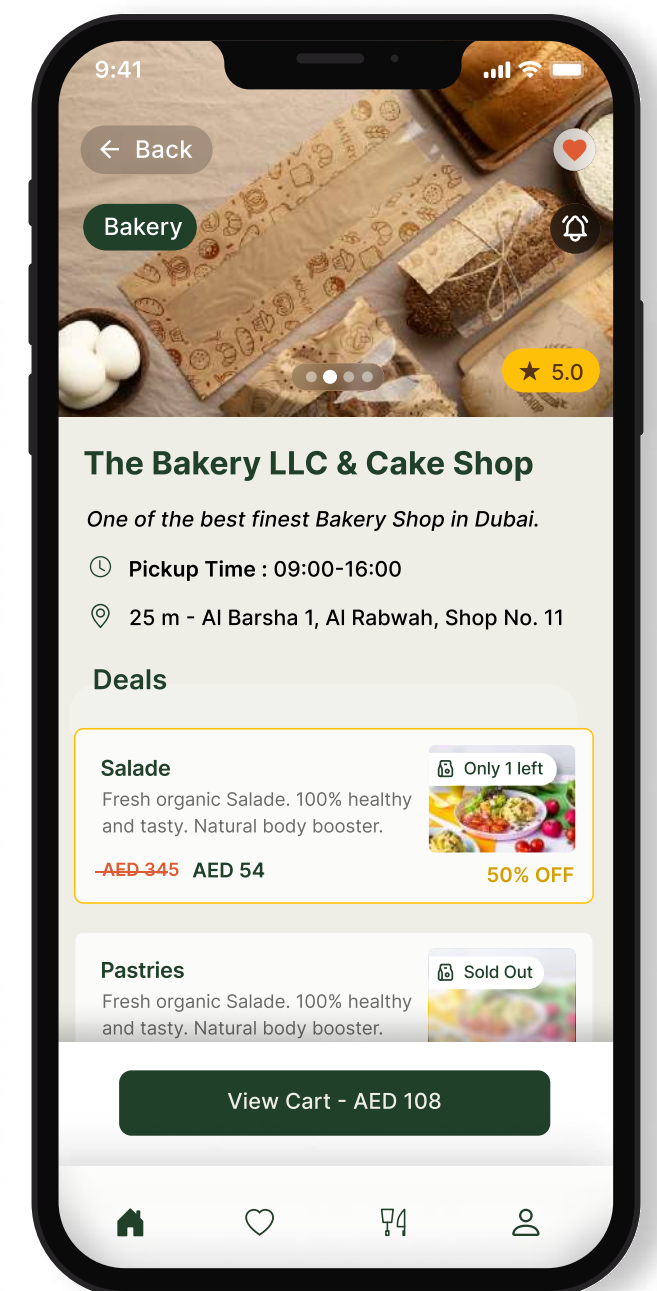 9:41
← Back
Bakery
★ 5.0
The Bakery LLC & Cake Shop
One of the best finest Bakery Shop in Dubai.
Pickup Time : 09:00-16:00
25 m - Al Barsha 1, Al Rabwah, Shop No. 11
Deals
Salade
Only 1 left
Fresh organic Salade. 100% healthy
and tasty. Natural body booster.
AED 345 AED 54
50% OFF
Pastries
Sold Out
Fresh organic Salade. 100% healthy
and tasty. Natural body booster.
View Cart - AED 108